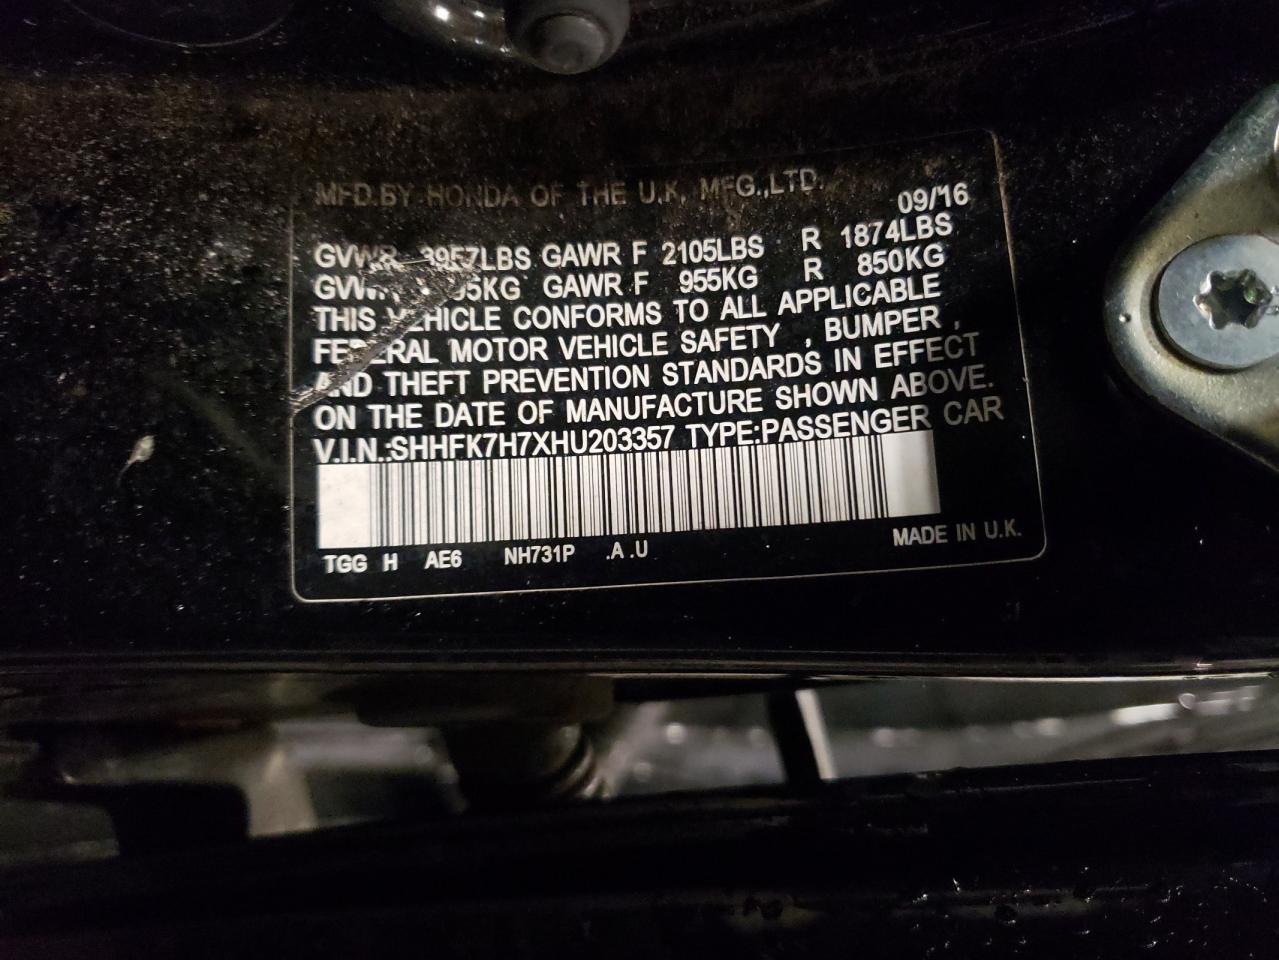 MFD.BY HONDA OF THE U.K. MFG.,LTD. 09/16
GVWR 3957LBS GAWR F 2105LBS R 1874LBS
GAWR F 955KG R 850KG
THIS VEHICLE CONFORMS TO ALL APPLICABLE
FEDERAL MOTOR VEHICLE SAFETY , BUMPER ,
AND THEFT PREVENTION STANDARDS IN EFFECT
ON THE DATE OF MANUFACTURE SHOWN ABOVE.
V.I.N.:SHHFK7H7XHU203357 TYPE:PASSENGER CAR
TGG H AE6 NH731P .A .U MADE IN U.K.